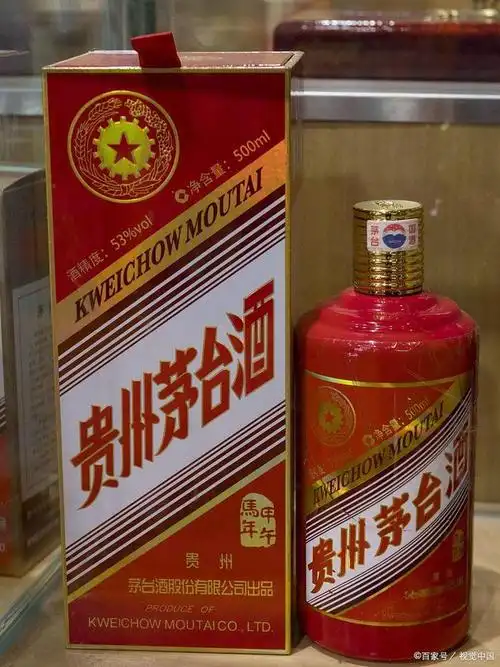 酒精度：53%vol
净含量：500ml
KWEICHOW MOUTAI
贵州茅台酒
甲午
馬年
贵州
茅台酒股份有限公司出品
PRODUCE OF
KWEICHOW MOUTAI CO., LTD.
国酒
茅台
净含量：500ml
KWEICHOW MOUTAI
贵州茅台酒
©百家号／视觉中国